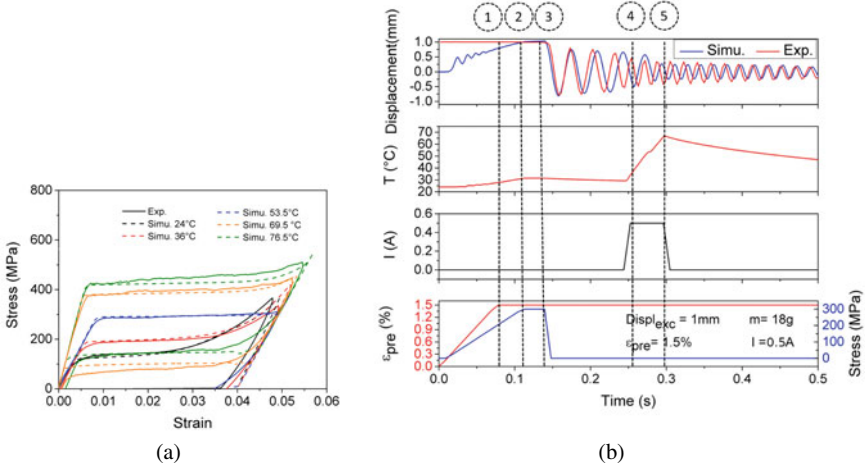 1 2 3 4 5
Displacement(mm)
1.0
0.5
0.0
-0.5
-1.0
Simu. Exp.
T (°C)
70
60
50
40
30
20
I (A)
0.6
0.4
0.2
0.0
εpre (%)
1.5
1.2
0.9
0.6
0.3
0.0
Displexc = 1mm m= 18g
εpre= 1.5% I =0.5A
300
200
100
0
Stress (MPa)
0.0 0.1 0.2 0.3 0.4 0.5
Time (s)
Stress (MPa)
800
600
400
200
0
Exp. Simu. 53.5°C
Simu. 24°C Simu. 69.5 °C
Simu. 36°C Simu. 76.5°C
0.00 0.01 0.02 0.03 0.04 0.05 0.06
Strain
(a) (b)